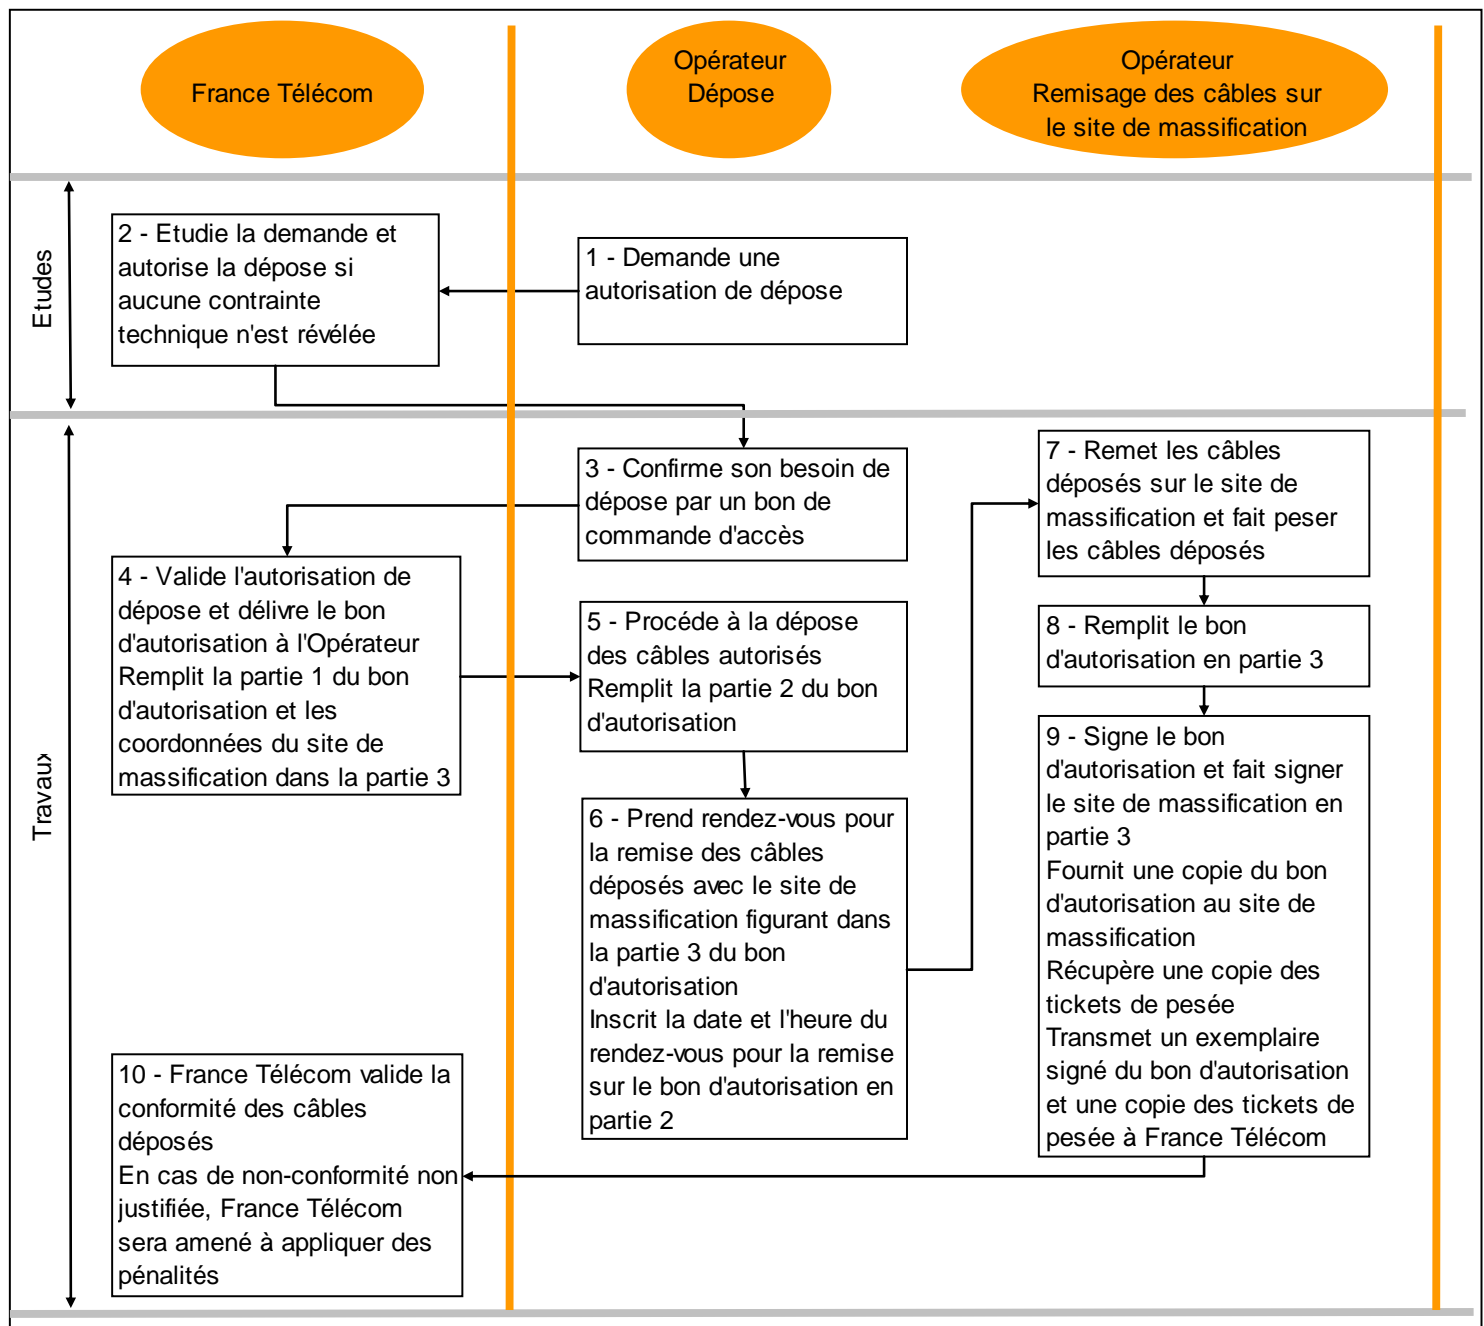 France Télécom
Opérateur
Dépose
Opérateur
Remisage des câbles sur
le site de massification
Etudes
2 - Etudie la demande et
autorise la dépose si
aucune contrainte
technique n'est révélée
1 - Demande une
autorisation de dépose
Travaux
3 - Confirme son besoin de
dépose par un bon de
commande d'accès
4 - Valide l'autorisation de
dépose et délivre le bon
d'autorisation à l'Opérateur
Remplit la partie 1 du bon
d'autorisation et les
coordonnées du site de
massification dans la partie 3
5 - Procéde à la dépose
des câbles autorisés
Remplit la partie 2 du bon
d'autorisation
6 - Prend rendez-vous pour
la remise des câbles
déposés avec le site de
massification figurant dans
la partie 3 du bon
d'autorisation
Inscrit la date et l'heure du
rendez-vous pour la remise
sur le bon d'autorisation en
partie 2
7 - Remet les câbles
déposés sur le site de
massification et fait peser
les câbles déposés
8 - Remplit le bon
d'autorisation en partie 3
9 - Signe le bon
d'autorisation et fait signer
le site de massification en
partie 3
Fournit une copie du bon
d'autorisation au site de
massification
Récupère une copie des
tickets de pesée
Transmet un exemplaire
signé du bon d'autorisation
et une copie des tickets de
pesée à France Télécom
10 - France Télécom valide la
conformité des câbles
déposés
En cas de non-conformité non
justifiée, France Télécom
sera amené à appliquer des
pénalités